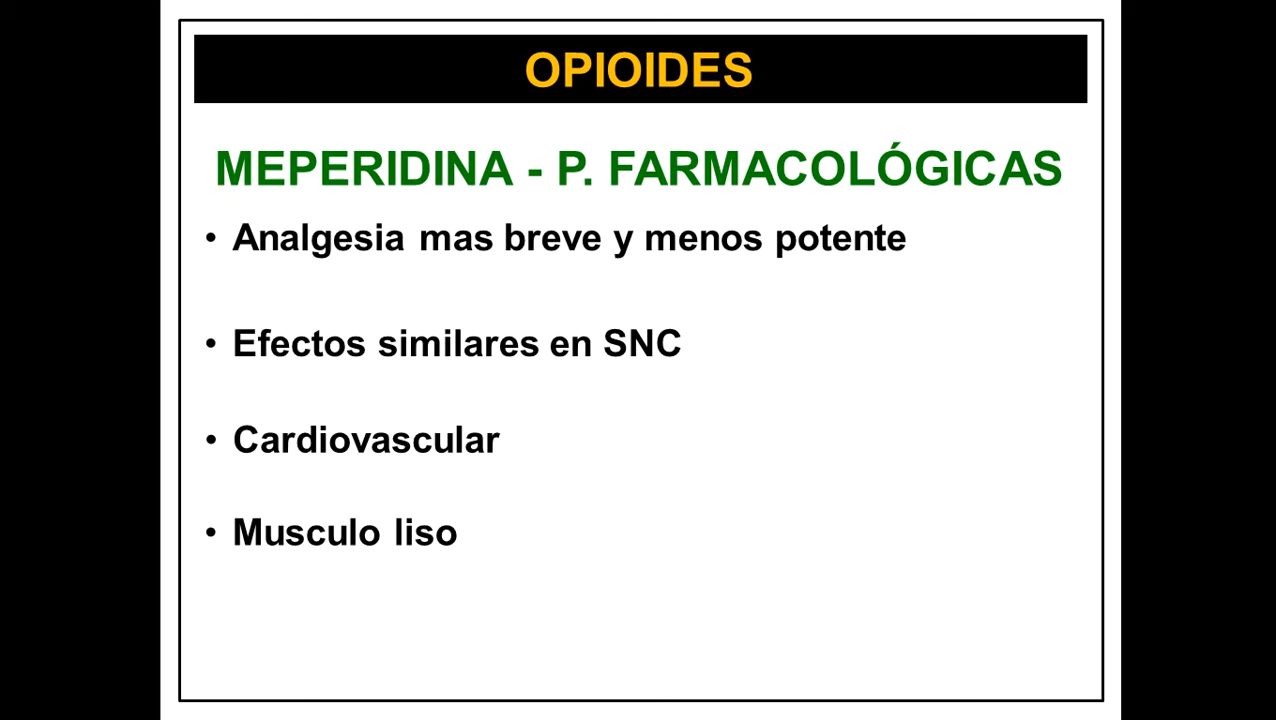 OPIOIDES
MEPERIDINA - P. FARMACOLÓGICAS
• Analgesia mas breve y menos potente
• Efectos similares en SNC
• Cardiovascular
• Musculo liso